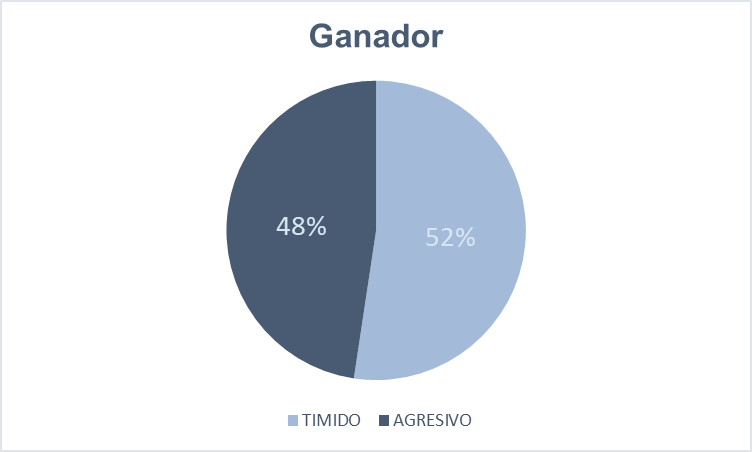 Ganador
48%
52%
TIMIDO AGRESIVO